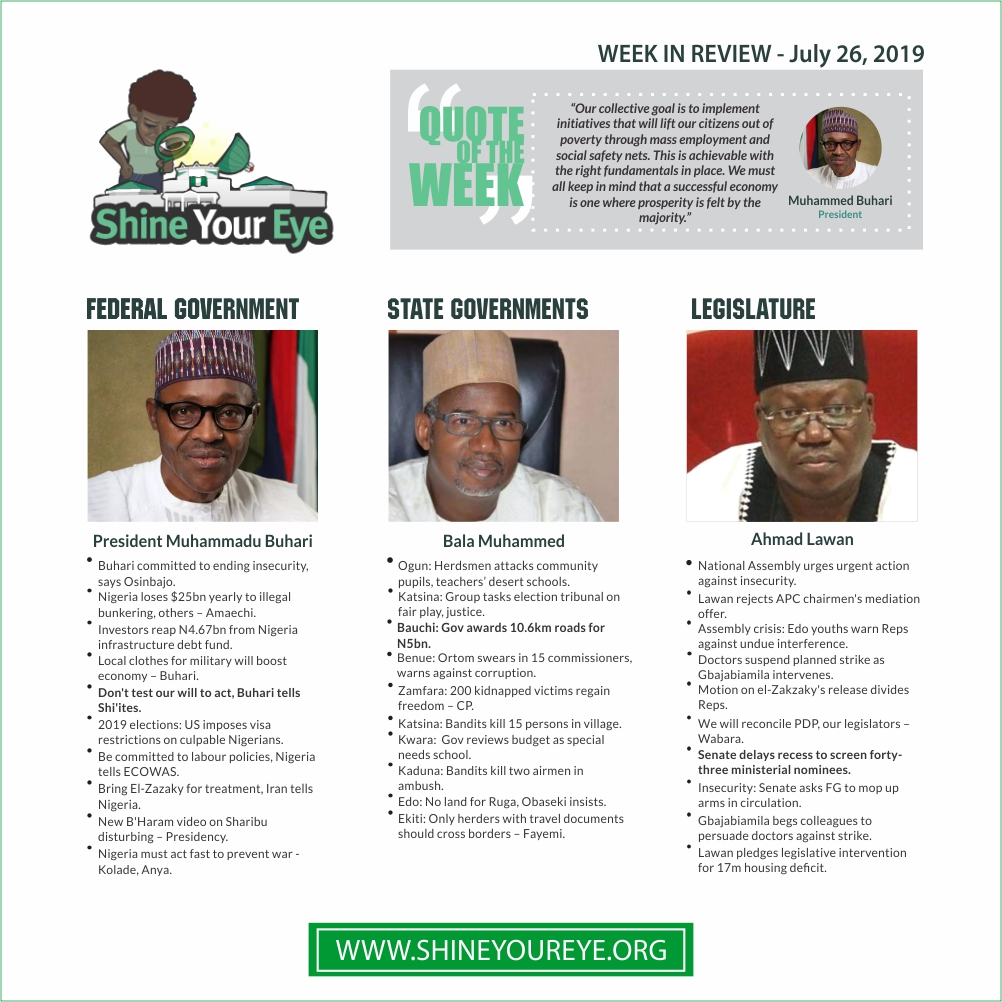 WEEK IN REVIEW - July 26, 2019
Shine Your Eye
QUOTE
OF THE
WEEK
“Our collective goal is to implement
initiatives that will lift our citizens out of
poverty through mass employment and
social safety nets. This is achievable with
the right fundamentals in place. We must
all keep in mind that a successful economy
is one where prosperity is felt by the
majority.”
Muhammed Buhari
President
FEDERAL GOVERNMENT
President Muhammadu Buhari
• Buhari committed to ending insecurity,
says Osinbajo.
• Nigeria loses $25bn yearly to illegal
bunkering, others – Amaechi.
• Investors reap N4.67bn from Nigeria
infrastructure debt fund.
• Local clothes for military will boost
economy – Buhari.
• Don't test our will to act, Buhari tells
Shi'ites.
• 2019 elections: US imposes visa
restrictions on culpable Nigerians.
• Be committed to labour policies, Nigeria
tells ECOWAS.
• Bring El-Zazaky for treatment, Iran tells
Nigeria.
• New B'Haram video on Sharibu
disturbing – Presidency.
• Nigeria must act fast to prevent war -
Kolade, Anya.
STATE GOVERNMENTS
Bala Muhammed
• Ogun: Herdsmen attacks community
pupils, teachers’ desert schools.
• Katsina: Group tasks election tribunal on
fair play, justice.
• Bauchi: Gov awards 10.6km roads for
N5bn.
• Benue: Ortom swears in 15 commissioners,
warns against corruption.
• Zamfara: 200 kidnapped victims regain
freedom – CP.
• Katsina: Bandits kill 15 persons in village.
• Kwara: Gov reviews budget as special
needs school.
• Kaduna: Bandits kill two airmen in
ambush.
• Edo: No land for Ruga, Obaseki insists.
• Ekiti: Only herders with travel documents
should cross borders – Fayemi.
LEGISLATURE
Ahmad Lawan
• National Assembly urges urgent action
against insecurity.
• Lawan rejects APC chairmen's mediation
offer.
• Assembly crisis: Edo youths warn Reps
against undue interference.
• Doctors suspend planned strike as
Gbajabiamila intervenes.
• Motion on el-Zakzaky's release divides
Reps.
• We will reconcile PDP, our legislators –
Wabara.
• Senate delays recess to screen forty-
three ministerial nominees.
• Insecurity: Senate asks FG to mop up
arms in circulation.
• Gbajabiamila begs colleagues to
persuade doctors against strike.
• Lawan pledges legislative intervention
for 17m housing deficit.
WWW.SHINEYOUREYE.ORG